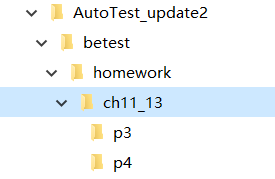 AutoTest_update2
betest
homework
ch11_13
p3
p4